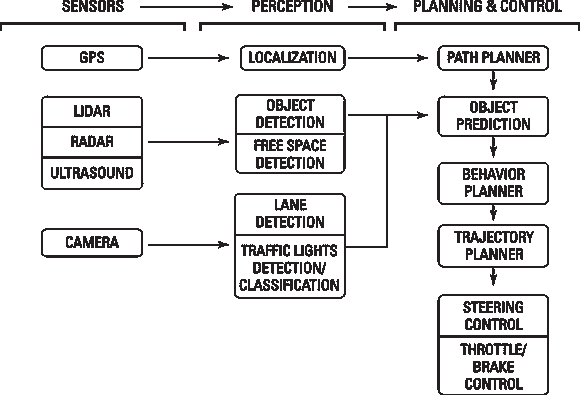 SENSORS
PERCEPTION
PLANNING & CONTROL
GPS
LOCALIZATION
PATH PLANNER
LIDAR
RADAR
ULTRASOUND
OBJECT
DETECTION
FREE SPACE
DETECTION
OBJECT
PREDICTION
BEHAVIOR
PLANNER
CAMERA
LANE
DETECTION
TRAFFIC LIGHTS
DETECTION/
CLASSIFICATION
TRAJECTORY
PLANNER
STEERING
CONTROL
THROTTLE/
BRAKE
CONTROL